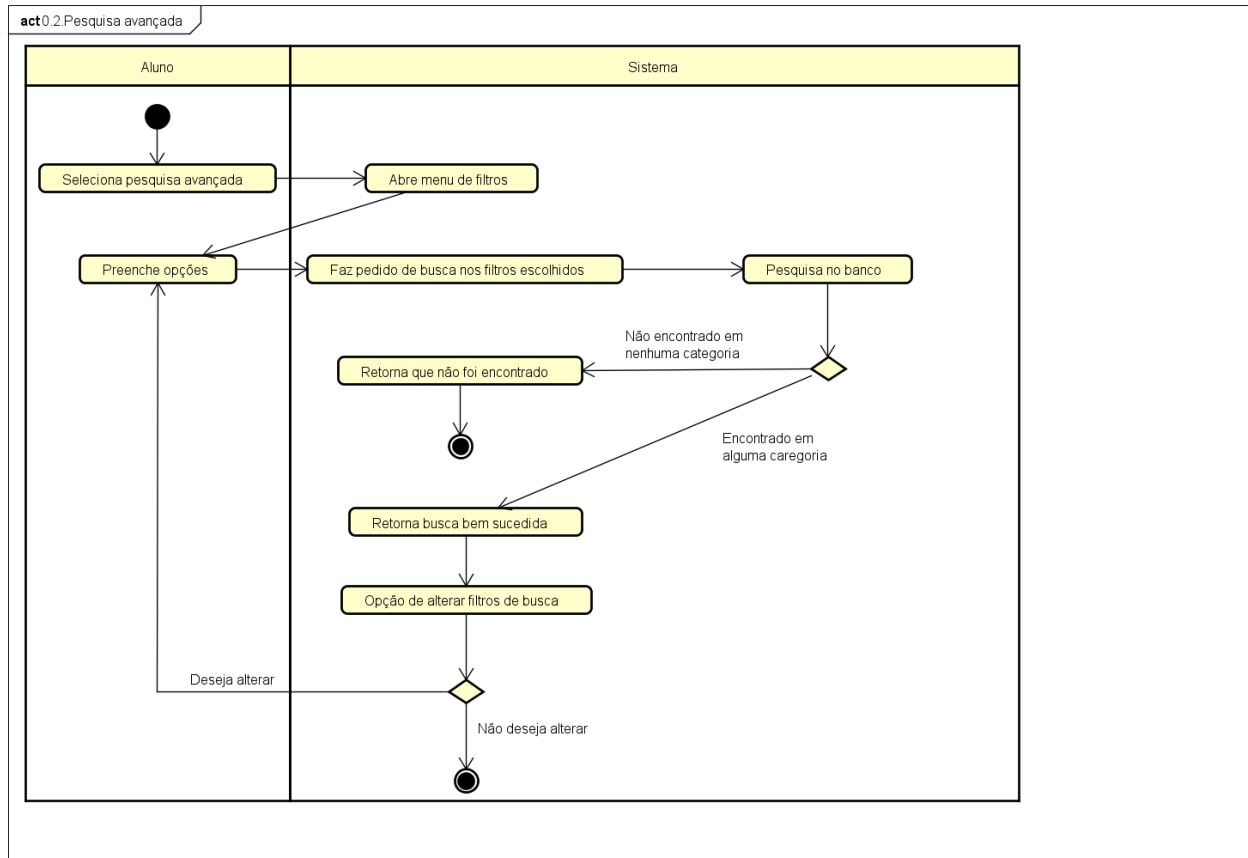 act 0.2.Pesquisa avançada
Aluno
Sistema
Seleciona pesquisa avançada
Abre menu de filtros
Preenche opções
Faz pedido de busca nos filtros escolhidos
Pesquisa no banco
Não encontrado em
nenhuma categoria
Retorna que não foi encontrado
Encontrado em
alguma caregoria
Retorna busca bem sucedida
Opção de alterar filtros de busca
Deseja alterar
Não deseja alterar